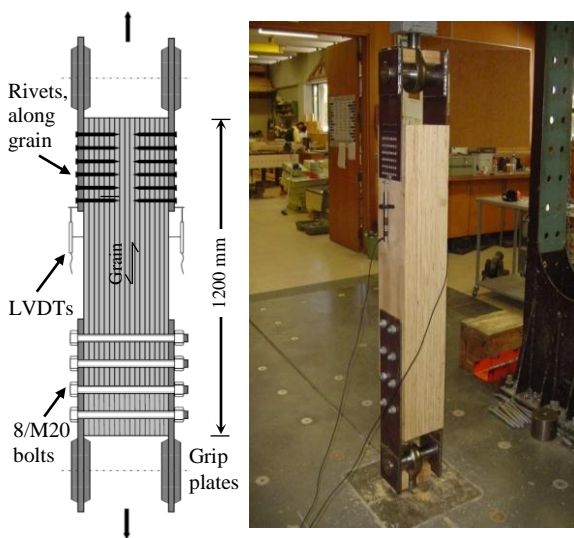 Rivets,
along
grain
Grain
1200 mm
LVDTs
8/M20
bolts
Grip
plates